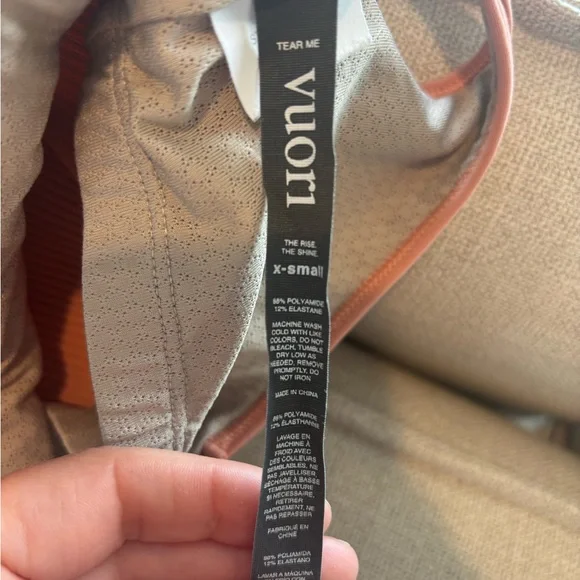 TEAR ME
vuori
THE RISE.
THE SHINE.
x-small
88% POLYAMIDE
12% ELASTANE
MACHINE WASH
COLD WITH LIKE
COLORS, DO NOT
BLEACH, TUMBLE
DRY LOW AS
NEEDED, REMOVE
PROMPTLY, DO
NOT IRON
MADE IN CHINA
88% POLYAMIDE
12% ÉLASTHANNE
LAVAGE EN
MACHINE À
FROID AVEC
DES COULEURS
SEMBLABLES, NE
PAS JAVELLISER,
SÉCHAGE À BASSE
TEMPÉRATURE
SI NÉCESSAIRE,
RETIRER
RAPIDEMENT, NE
PAS REPASSER
FABRIQUÉ EN
CHINE
88% POLIAMIDA
12% ELASTANO
LAVAR A MÁQUINA